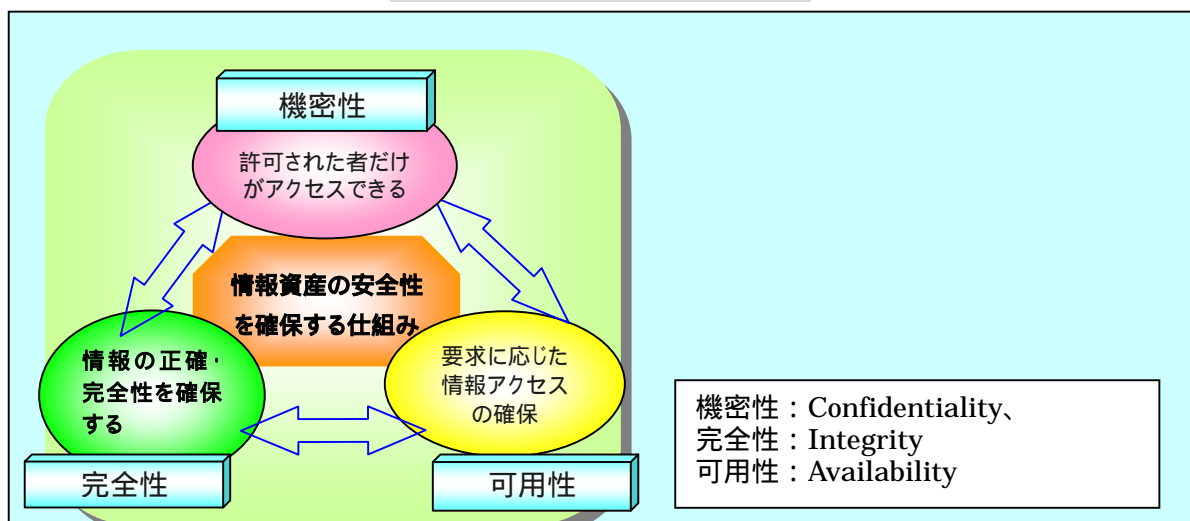 機密性
許可された者だけ
がアクセスできる
情報資産の安全性
を確保する仕組み
情報の正確・
完全性を確保
する
要求に応じた
情報アクセス
の確保
完全性
可用性
機密性：Confidentiality、
完全性：Integrity
可用性：Availability